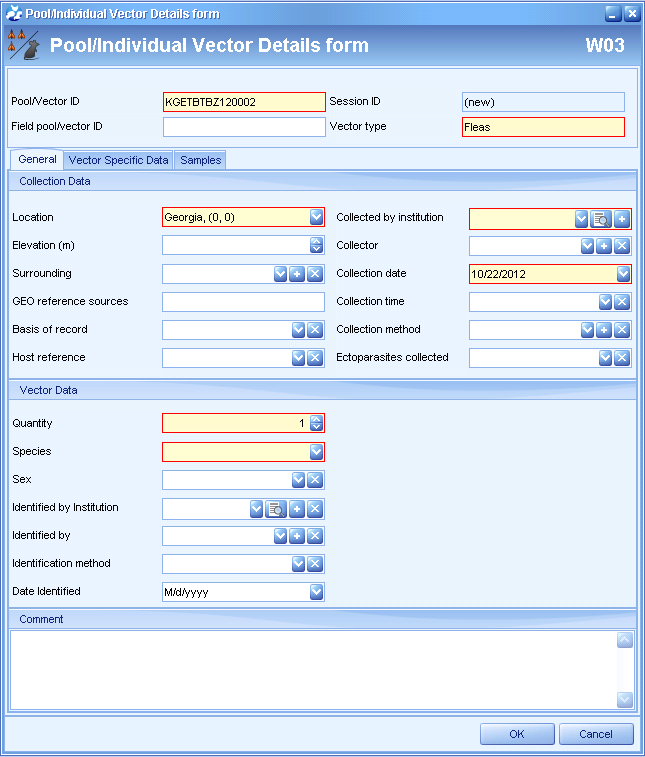 Pool/Individual Vector Details form
Pool/Individual Vector Details form W03
Pool/Vector ID KGETBTBZ120002 Session ID (new)
Field pool/vector ID Vector type Fleas
General Vector Specific Data Samples
Collection Data
Location Georgia, (0, 0) Collected by institution
Elevation (m) Collector
Surrounding Collection date 10/22/2012
GEO reference sources Collection time
Basis of record Collection method
Host reference Ectoparasites collected
Vector Data
Quantity 1
Species
Sex
Identified by Institution
Identified by
Identification method
Date Identified M/d/yyyy
Comment
OK Cancel